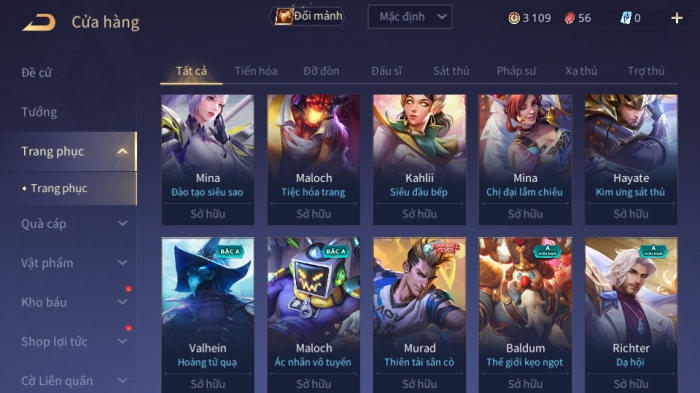 Cửa hàng
Đổi mảnh
Mặc định
3 109
56
0
Đề cử
Tướng
Trang phục
Trang phục
Quà cáp
Vật phẩm
Kho báu
Shop lợi tức
Cờ Liên quân
Tất cả
Tiến hóa
Đỡ đòn
Đấu sĩ
Sát thủ
Pháp sư
Xạ thủ
Trợ thủ
Mina
Đào tạo siêu sao
Sở hữu
Maloch
Tiệc hóa trang
Sở hữu
Kahlii
Siêu đầu bếp
Sở hữu
Mina
Chị đại lắm chiêu
Sở hữu
Hayate
Kim ưng sát thủ
Sở hữu
Valhein
Hoàng tử quạ
Sở hữu
BẬC A
Maloch
Ác nhân vô tuyến
Sở hữu
BẬC A
Murad
Thiên tài sân cỏ
Sở hữu
A
HỮU HẠN
Baldum
Thế giới kẹo ngọt
Sở hữu
A
HỮU HẠN
Richter
Dạ hội
Sở hữu